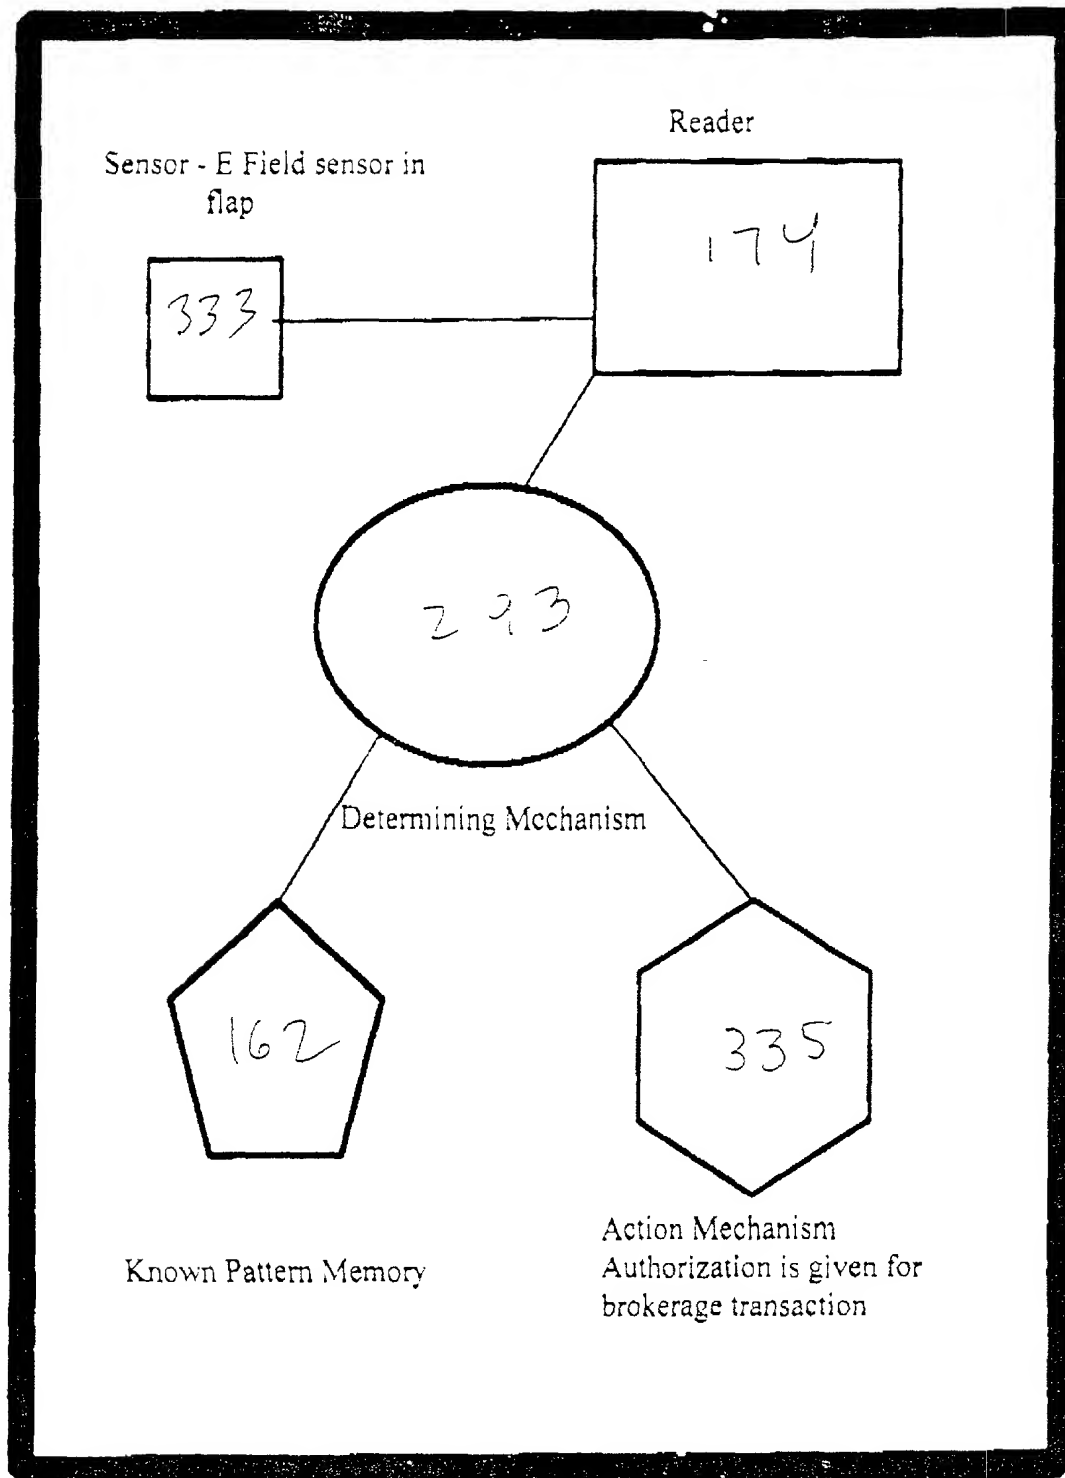 Reader
174
Sensor - E Field sensor in
flap
333
293
Determining Mechanism
162
335
Known Pattern Memory
Action Mechanism
Authorization is given for
brokerage transaction